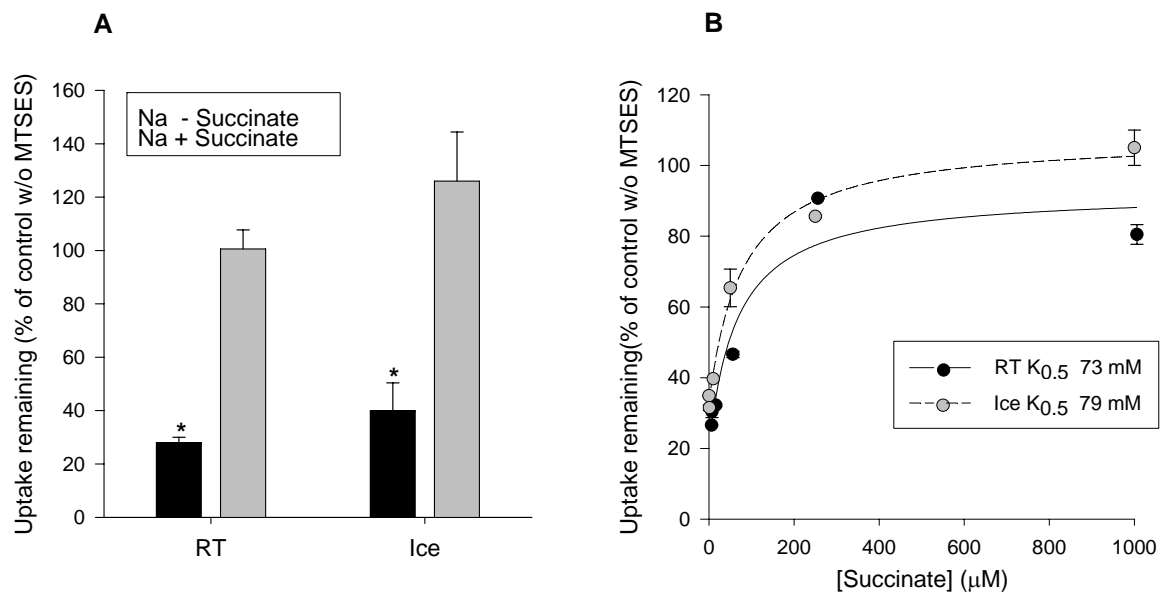 A
Uptake remaining (% of control w/o MTSES)
160
140
120
100
80
60
40
20
0
Na - Succinate
Na + Succinate
*
*
RT
Ice
B
Uptake remaining(% of control w/o MTSES)
120
100
80
60
40
20
0
RT K0.5 73 mM
Ice K0.5 79 mM
0 200 400 600 800 1000
[Succinate] (μM)